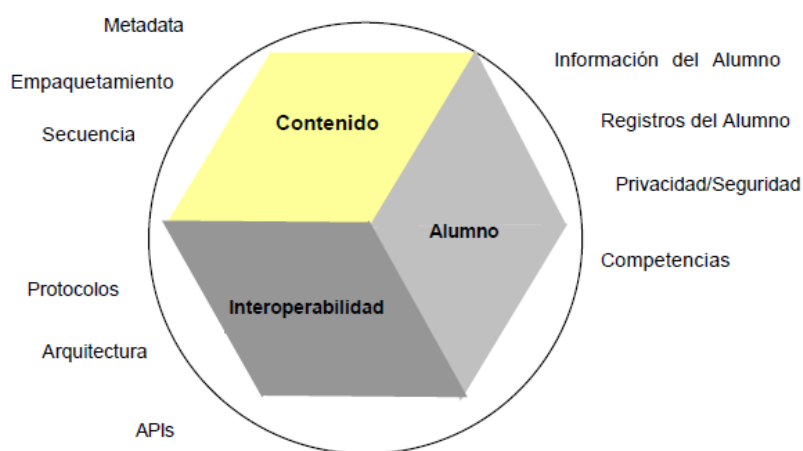 Metadata
Empaquetamiento
Secuencia
Contenido
Información del Alumno
Registros del Alumno
Privacidad/Seguridad
Competencias
Alumno
Interoperabilidad
Protocolos
Arquitectura
APIs